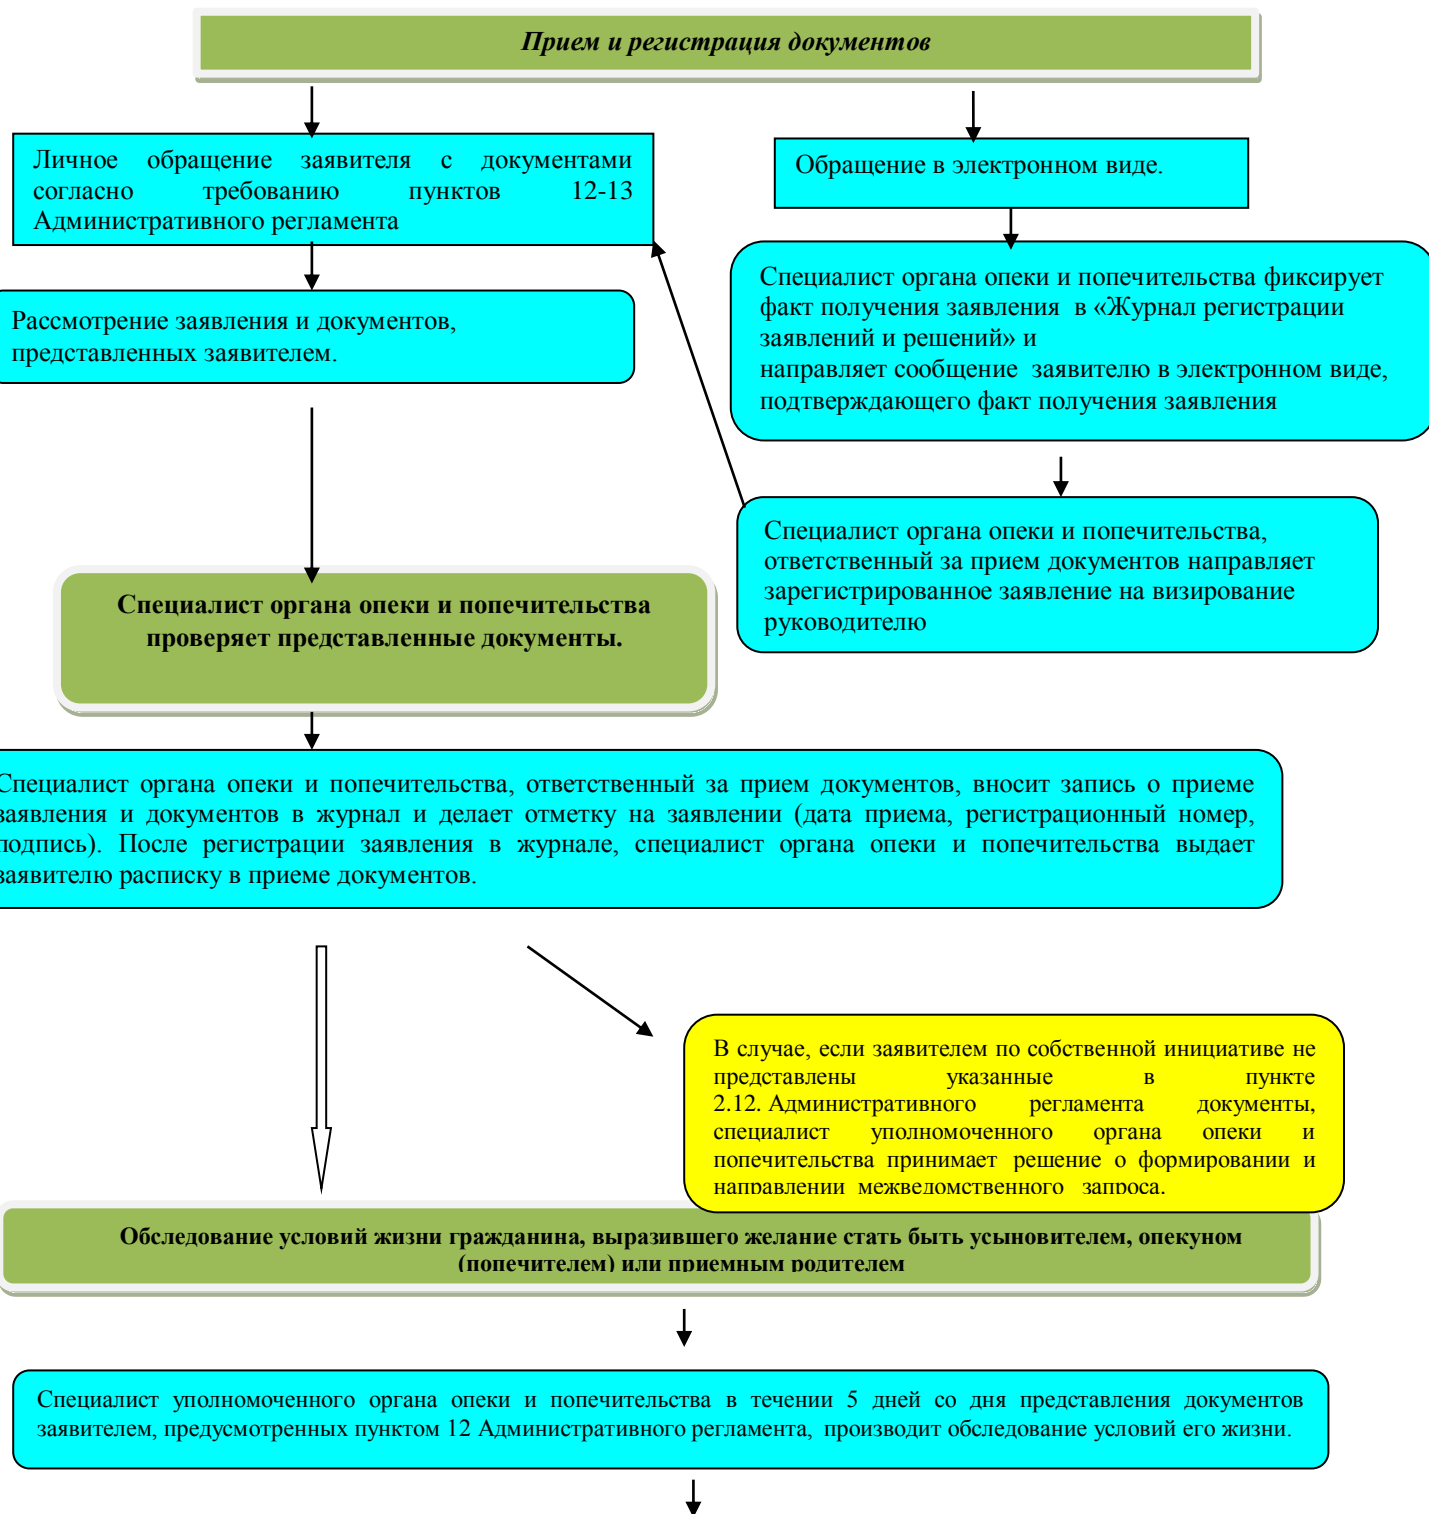 Прием и регистрация документов
Личное обращение заявителя с документами
согласно требованию пунктов 12-13
Административного регламента
Обращение в электронном виде.
Рассмотрение заявления и документов,
представленных заявителем.
Специалист органа опеки и попечительства фиксирует
факт получения заявления в «Журнал регистрации
заявлений и решений» и
направляет сообщение заявителю в электронном виде,
подтверждающего факт получения заявления
Специалист органа опеки и попечительства,
ответственный за прием документов направляет
зарегистрированное заявление на визирование
руководителю
Специалист органа опеки и попечительства
проверяет представленные документы.
Специалист органа опеки и попечительства, ответственный за прием документов, вносит запись о приеме
заявления и документов в журнал и делает отметку на заявлении (дата приема, регистрационный номер,
подпись). После регистрации заявления в журнале, специалист органа опеки и попечительства выдает
заявителю расписку в приеме документов.
В случае, если заявителем по собственной инициативе не
представлены указанные в пункте
2.12. Административного регламента документы,
специалист уполномоченного органа опеки и
попечительства принимает решение о формировании и
направлении межведомственного запроса.
Обследование условий жизни гражданина, выразившего желание стать быть усыновителем, опекуном
(попечителем) или приемным родителем
Специалист уполномоченного органа опеки и попечительства в течении 5 дней со дня представления документов
заявителем, предусмотренных пунктом 12 Административного регламента, производит обследование условий его жизни.